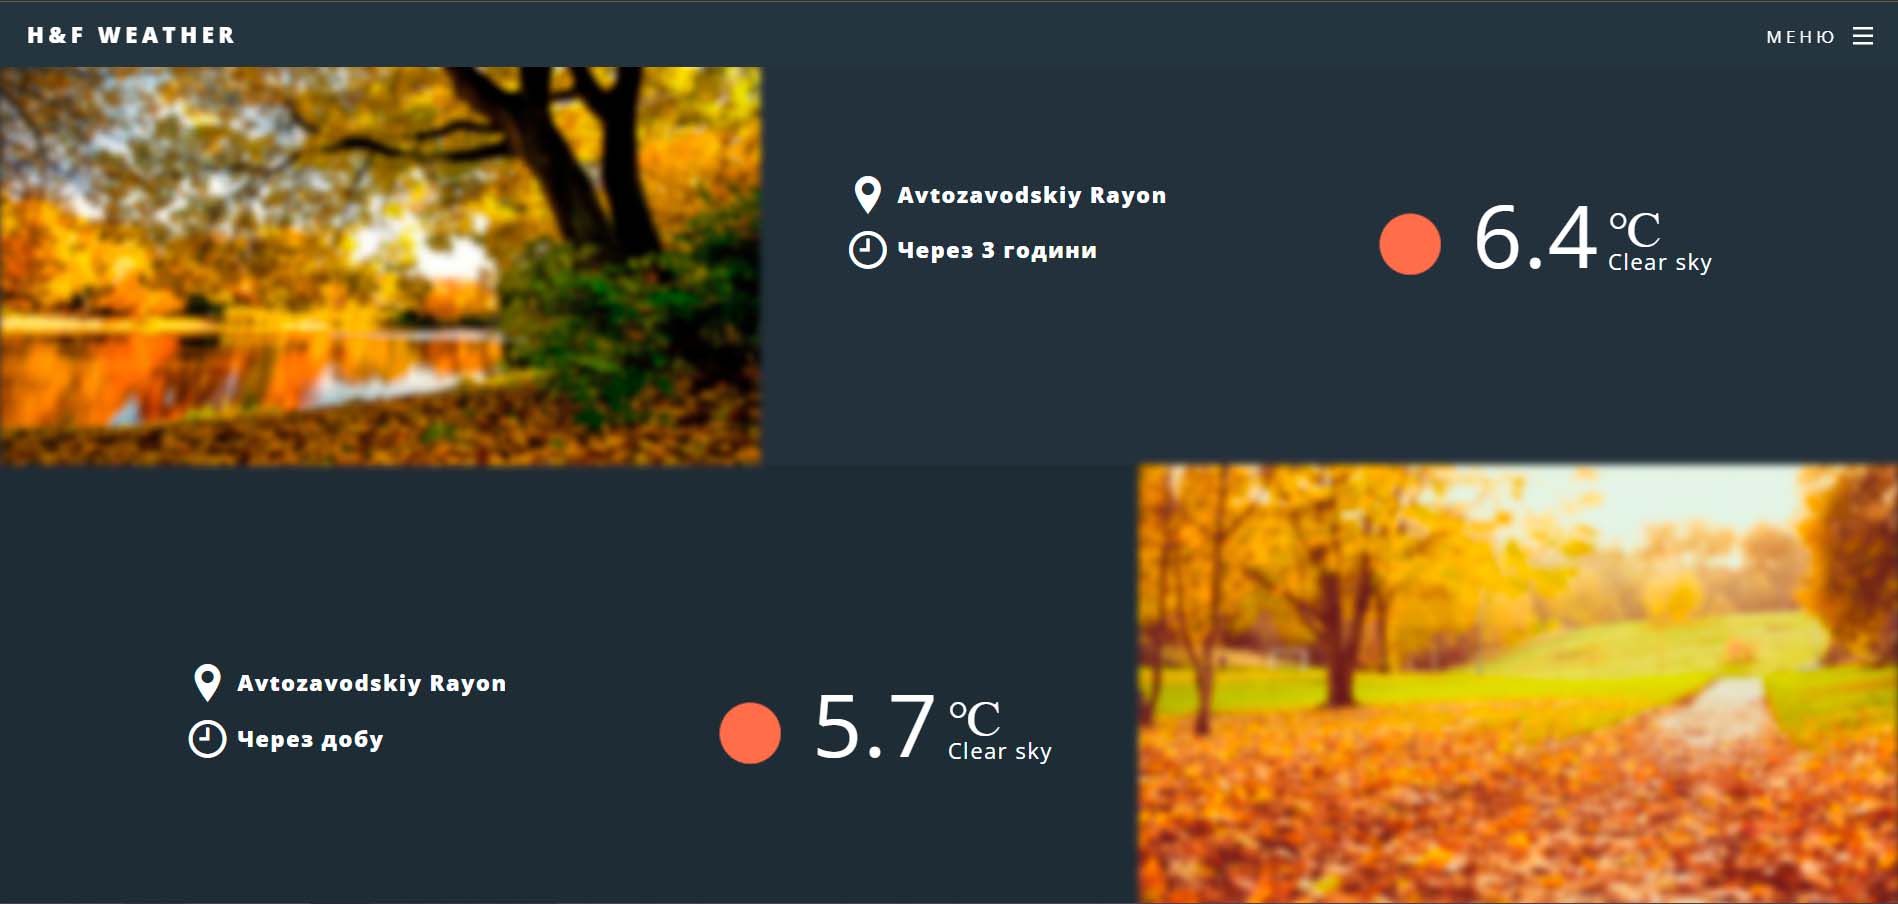 H&F WEATHER
МЕНЮ
Avtozavodskiy Rayon
Через 3 години
6.4 ℃
Clear sky
Avtozavodskiy Rayon
Через добу
5.7 ℃
Clear sky